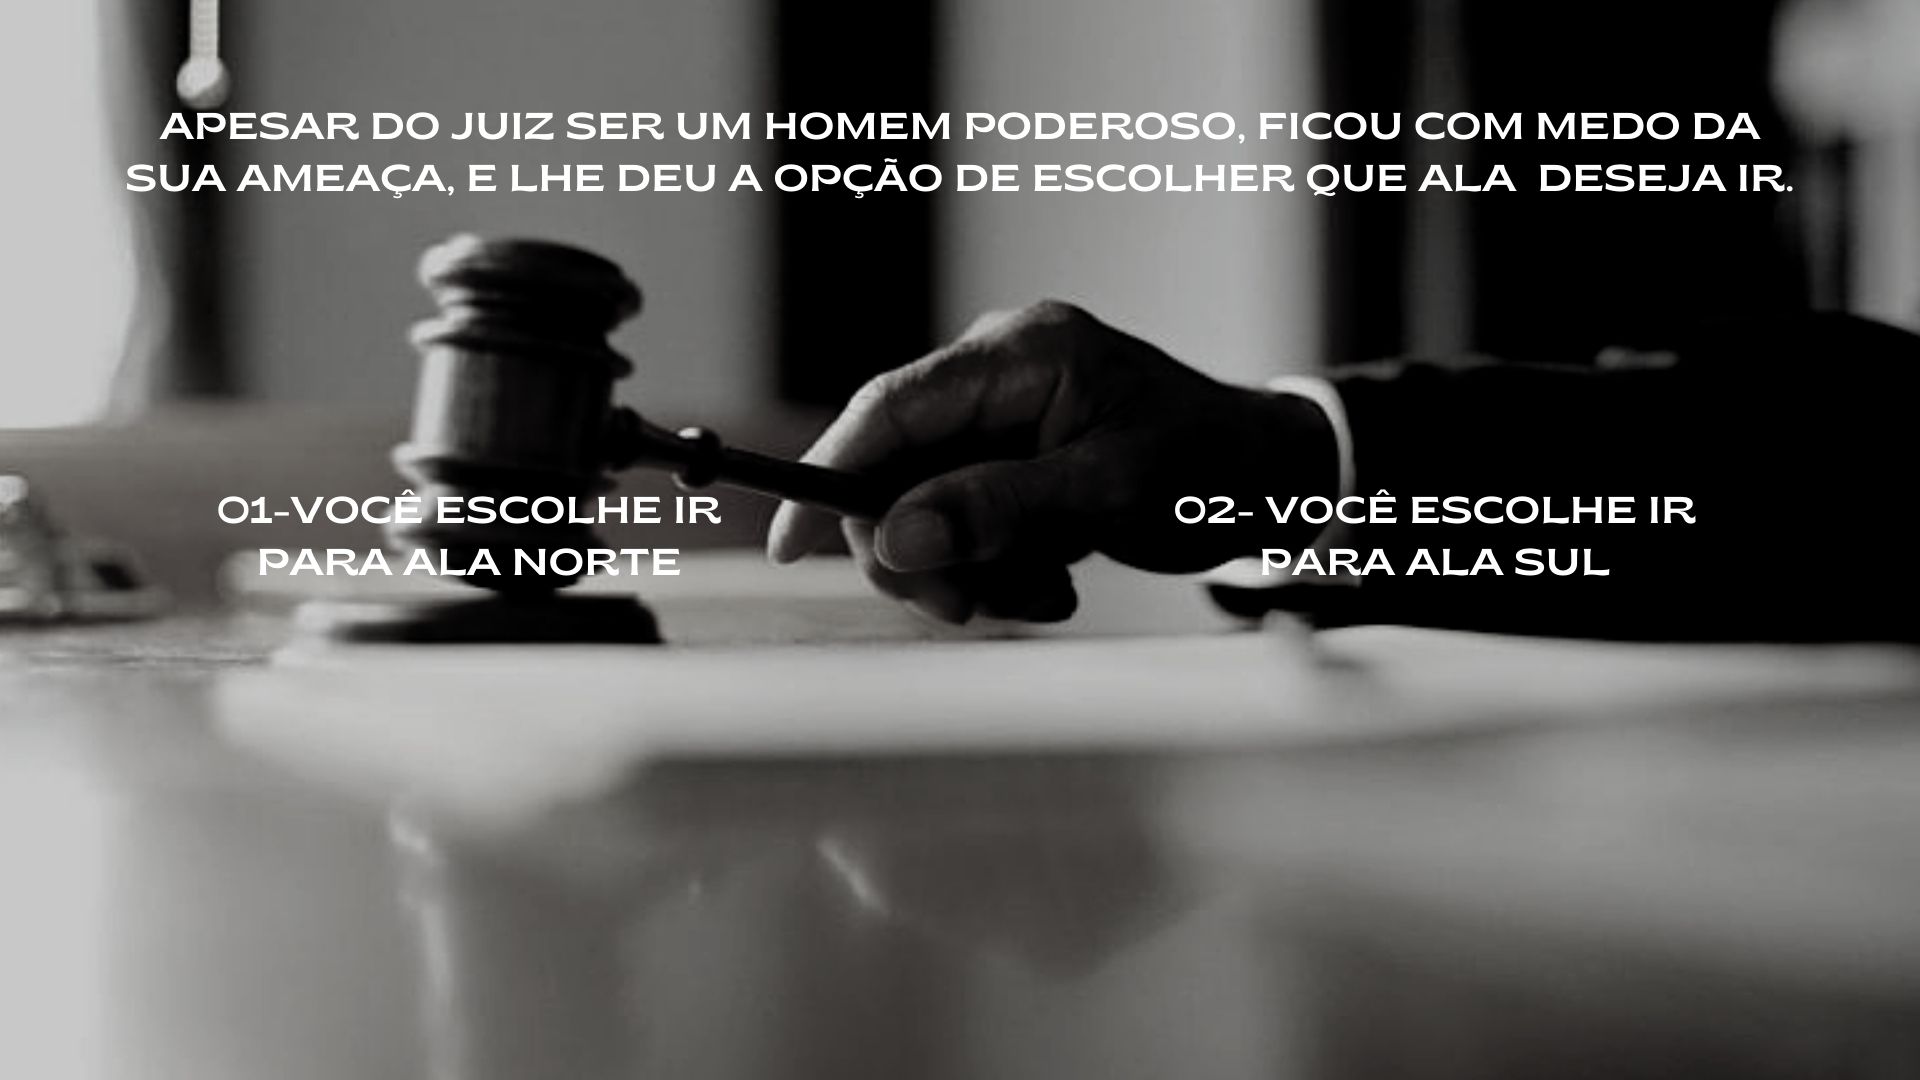 APESAR DO JUIZ SER UM HOMEM PODEROSO, FICOU COM MEDO DA
SUA AMEAÇA, E LHE DEU A OPÇÃO DE ESCOLHER QUE ALA  DESEJA IR.
01-VOCÊ ESCOLHE IR
PARA ALA NORTE
02- VOCÊ ESCOLHE IR
PARA ALA SUL